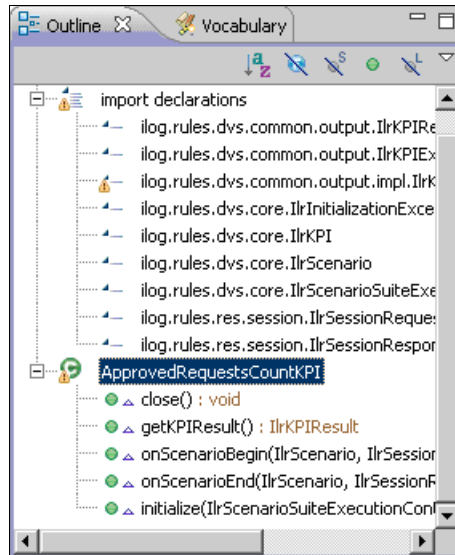 Outline Vocabulary
import declarations
ilog.rules.dvs.common.output.IlrKPIRe
ilog.rules.dvs.common.output.IlrKPIEx
ilog.rules.dvs.common.output.impl.IlrK
ilog.rules.dvs.core.IlrInitializationExce
ilog.rules.dvs.core.IlrKPI
ilog.rules.dvs.core.IlrScenario
ilog.rules.dvs.core.IlrScenarioSuiteExe
ilog.rules.res.session.IlrSessionReques
ilog.rules.res.session.IlrSessionRespor
ApprovedRequestsCountKPI
close() : void
getKPIResult() : IlrKPIResult
onScenarioBegin(IlrScenario, IlrSession
onScenarioEnd(IlrScenario, IlrSessionR
initialize(IlrScenarioSuiteExecutionCont